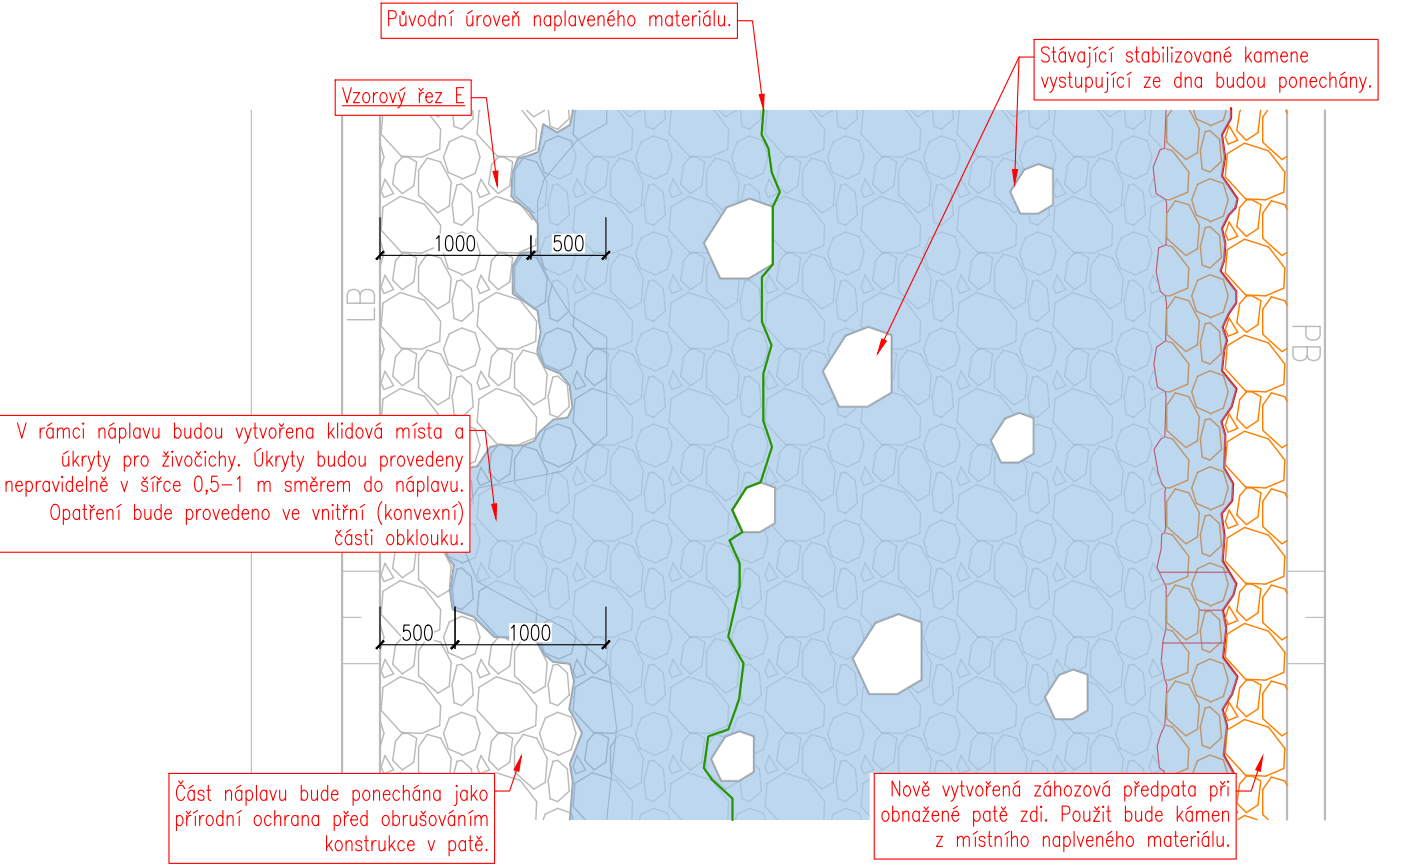 Původní úroveň naplaveného materiálu.
Stávající stabilizované kamene
vystupující ze dna budou ponechány.
Vzorový řez E
1000
500
LB
PB
V rámci náplavu budou vytvořena klidová místa a
úkryty pro živočichy. Úkryty budou provedeny
nepravidelně v šířce 0,5–1 m směrem do náplavu.
Opatření bude provedeno ve vnitřní (konvexní)
části obklouku.
500
1000
Část náplavu bude ponechána jako
přírodní ochrana před obrušováním
konstrukce v patě.
Nově vytvořená záhozová předpata při
obnažené patě zdi. Použit bude kámen
z místního naplveného materiálu.